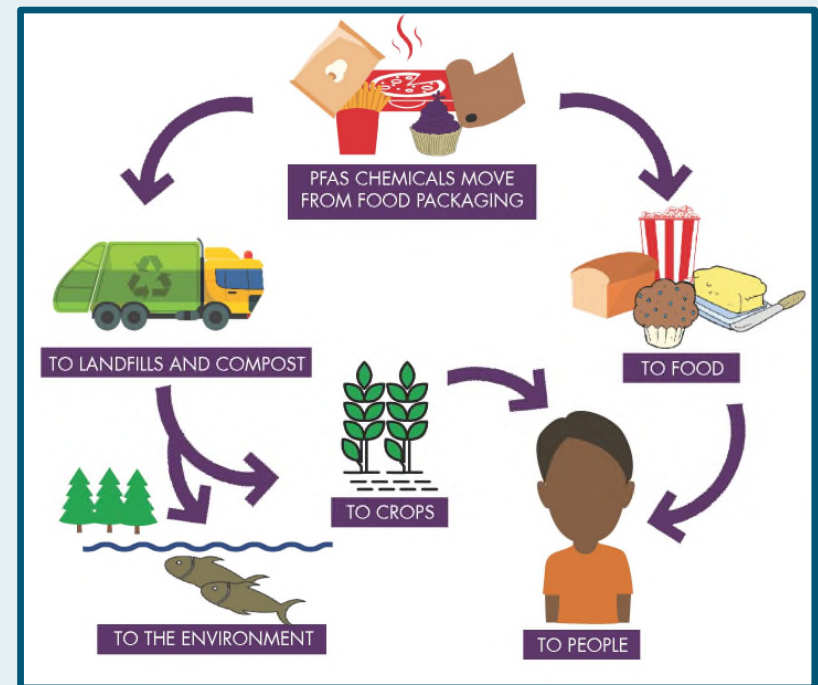 PFAS CHEMICALS MOVE
FROM FOOD PACKAGING
TO LANDFILLS AND COMPOST
TO FOOD
TO CROPS
TO THE ENVIRONMENT
TO PEOPLE